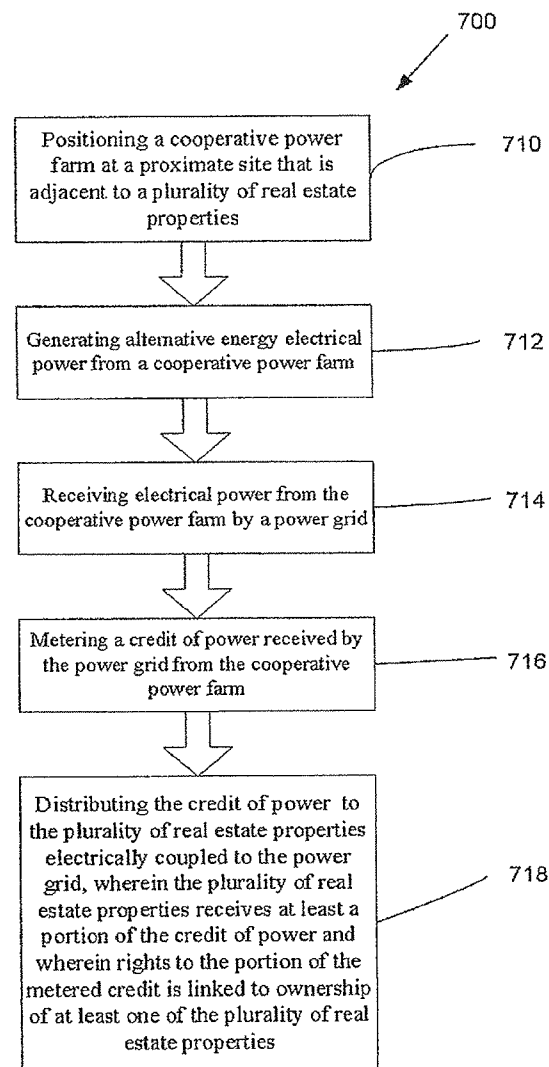 700
Positioning a cooperative power
farm at a proximate site that is
adjacent to a plurality of real estate
properties
710
Generating alternative energy electrical
power from a cooperative power farm
712
Receiving electrical power from the
cooperative power farm by a power grid
714
Metering a credit of power received by
the power grid from the cooperative
power farm
716
Distributing the credit of power to
the plurality of real estate properties
electrically coupled to the power
grid, wherein the plurality of real
estate properties receives at least a
portion of the credit of power and
wherein rights to the portion of the
metered credit is linked to ownership
of at least one of the plurality of real
estate properties
718